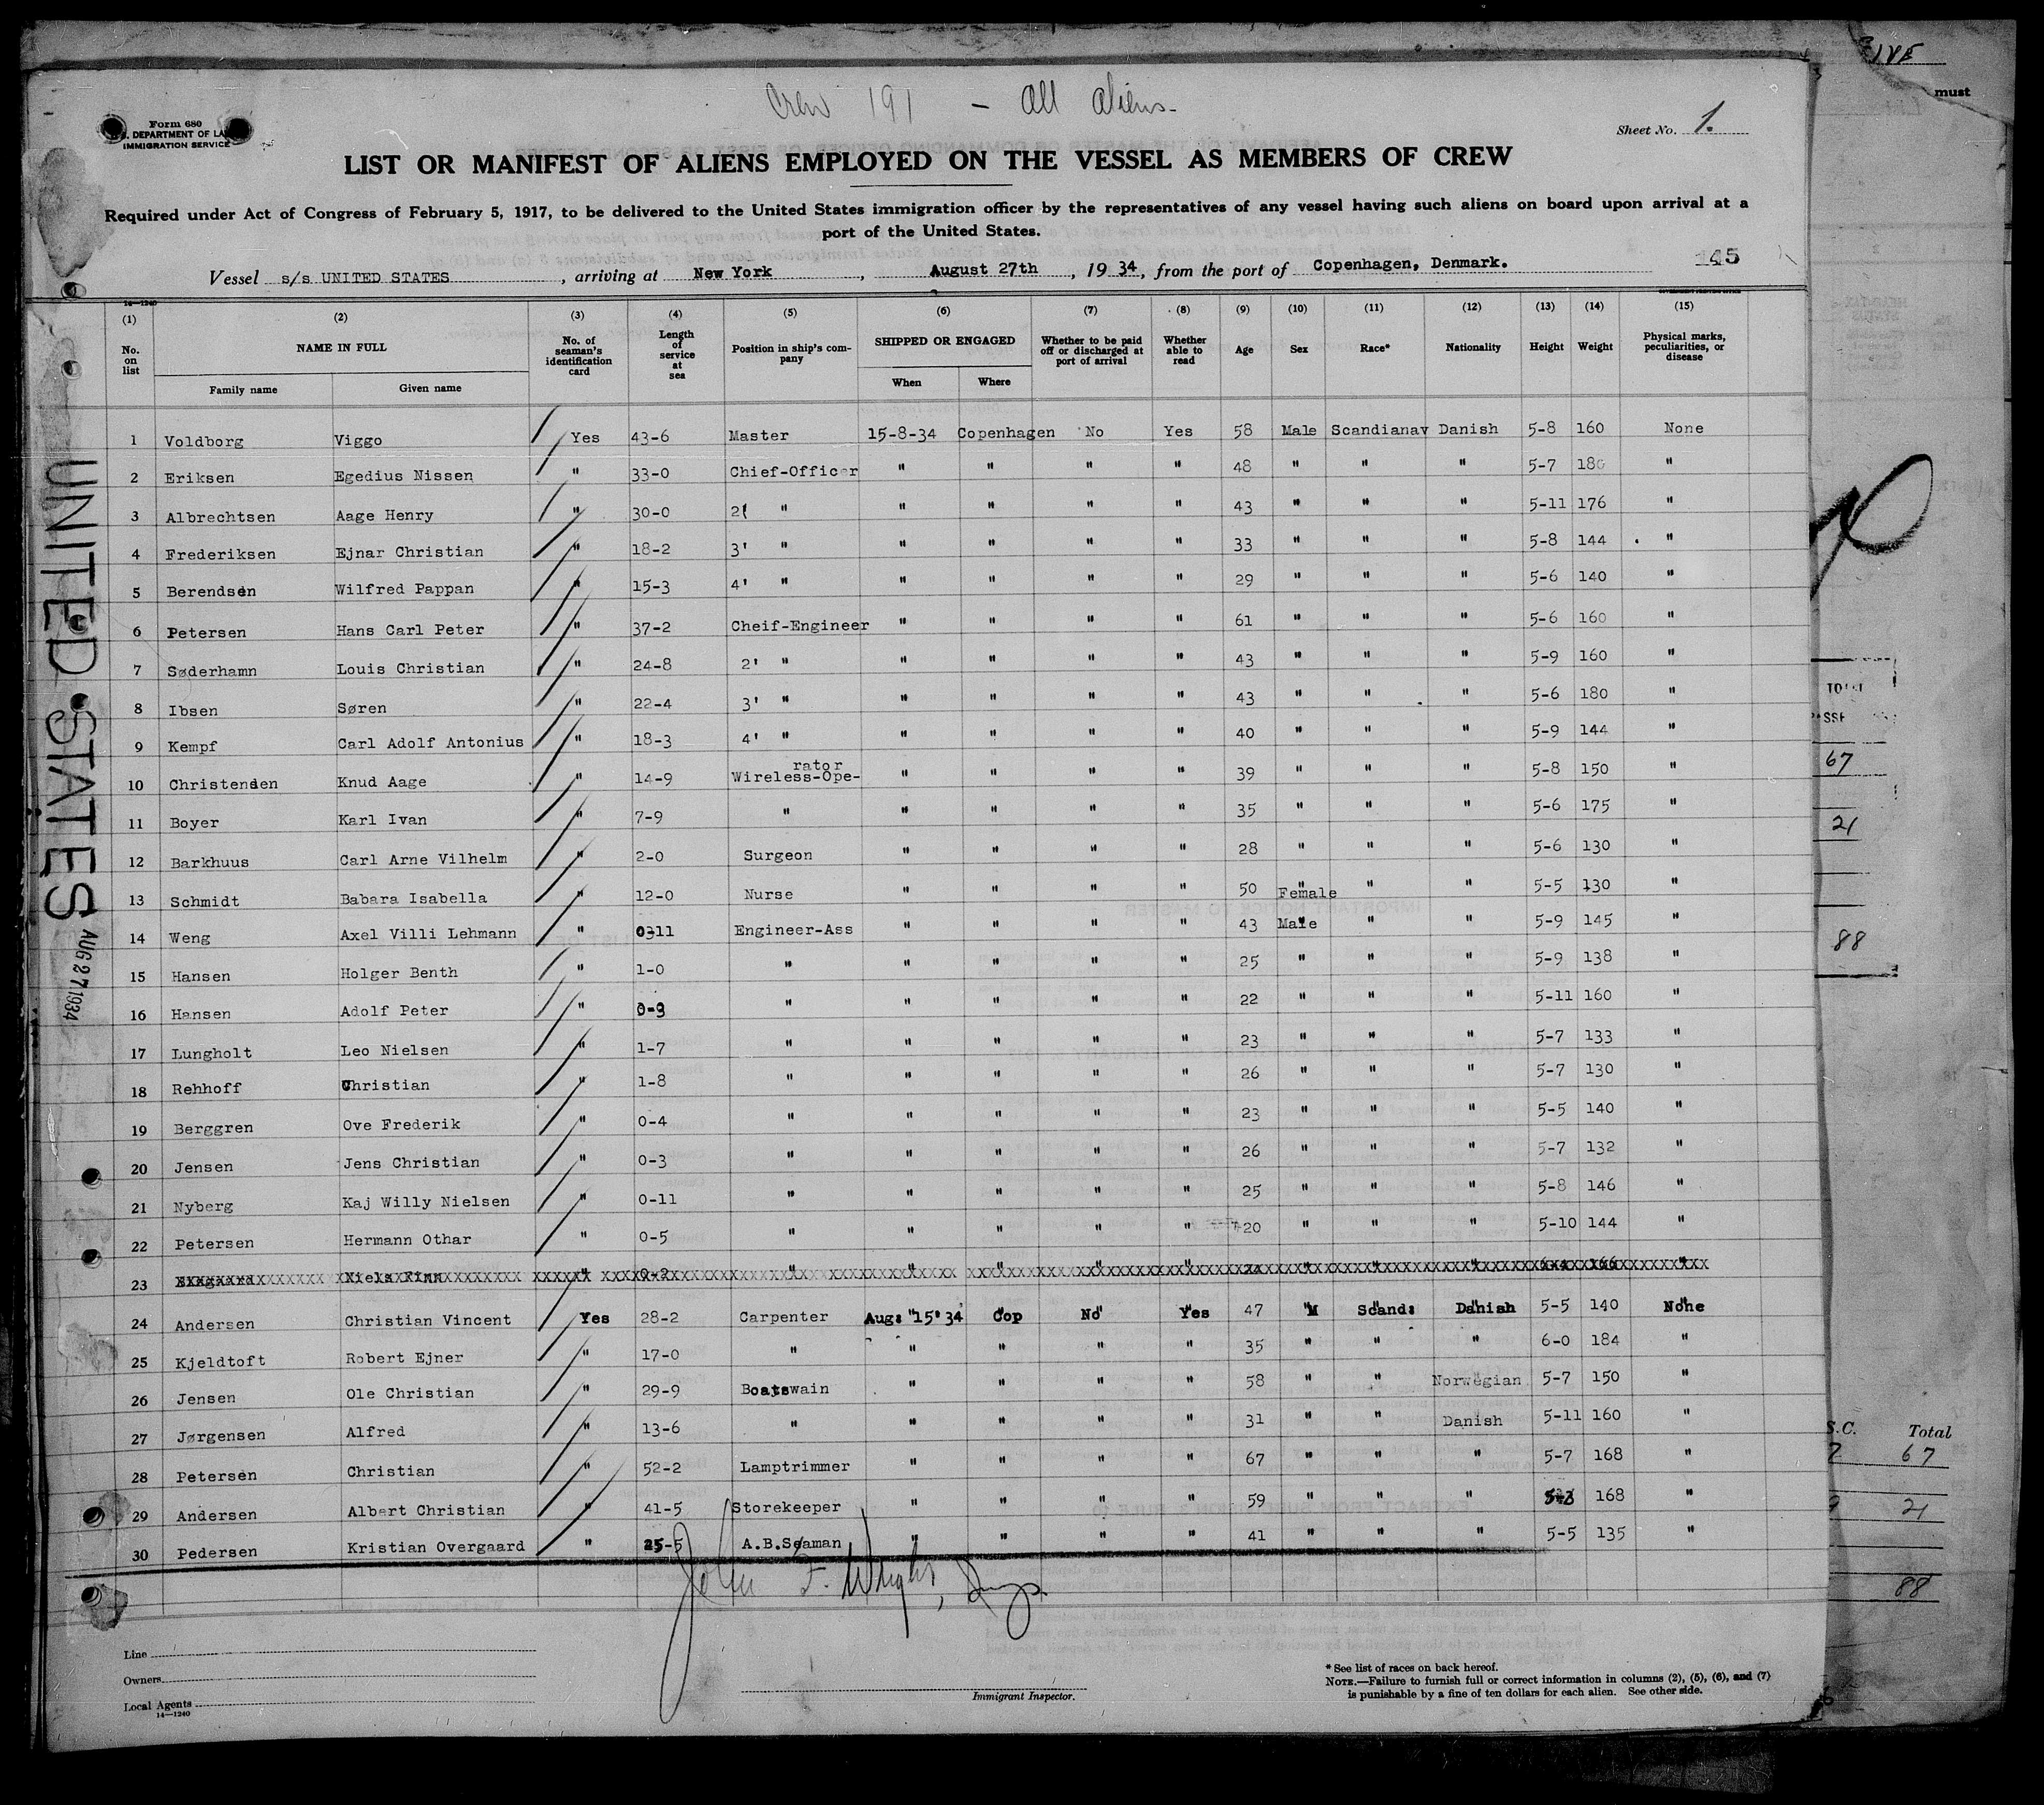 Crew 191 - All aliens-
Form 680
U.S. DEPARTMENT OF LABOR
IMMIGRATION SERVICE
Sheet No. 1.
must
LIST OR MANIFEST OF ALIENS EMPLOYED ON THE VESSEL AS MEMBERS OF CREW
Required under Act of Congress of February 5, 1917, to be delivered to the United States immigration officer by the representatives of any vessel having such aliens on board upon arrival at a
port of the United States.
145
Vessel s/s UNITED STATES, arriving at New York, August 27th, 1934, from the port of Copenhagen, Denmark.
14—1240
(1) (2) (3) (4) (5) (6) (7) (8) (9) (10) (11) (12) (13) (14) (15)
No. on list NAME IN FULL Family name Given name No. of seaman's identification card Length of service at sea Position in ship's company SHIPPED OR ENGAGED When Where Whether to be paid off or discharged at port of arrival Whether able to read Age Sex Race* Nationality Height Weight Physical marks, peculiarities, or disease
1 Voldborg Viggo Yes 43-6 Master 15-8-34 Copenhagen No Yes 58 Male Scandianav Danish 5-8 160 None
2 Eriksen Egedius Nissen " 33-0 Chief-Officer " " " " 48 " " " 5-7 180 "
3 Albrechtsen Aage Henry " 30-0 2' " " " " " 43 " " " 5-11 176 "
4 Frederiksen Ejnar Christian " 18-2 3' " " " " " 33 " " " 5-8 144 "
5 Berendsen Wilfred Pappan " 15-3 4' " " " " " 29 " " " 5-6 140 "
6 Petersen Hans Carl Peter " 37-2 Cheif-Engineer " " " " 61 " " " 5-6 160 "
7 Søderhamn Louis Christian " 24-8 2' " " " " " 43 " " " 5-9 160 "
8 Ibsen Søren " 22-4 3' " " " " " 43 " " " 5-6 180 "
9 Kempf Carl Adolf Antonius " 18-3 4' " " " " " 40 " " " 5-9 144 "
10 Christensen Knud Aage " 14-9 Wireless-Ope-rator " " " " 39 " " " 5-8 150 "
11 Boyer Karl Ivan " 7-9 " " " " " 35 " " " 5-6 175 "
12 Barkhuus Carl Arne Vilhelm " 2-0 Surgeon " " " " 28 " " " 5-6 130 "
13 Schmidt Babara Isabella " 12-0 Nurse " " " " 50 Female " " 5-5 130 "
14 Weng Axel Villi Lehmann " 0-11 Engineer-Ass " " " " 43 Male " " 5-9 145 "
15 Hansen Holger Benth " 1-0 " " " " " 25 " " " 5-9 138 "
16 Hansen Adolf Peter " 0-9 " " " " " 22 " " " 5-11 160 "
17 Lungholt Leo Nielsen " 1-7 " " " " " 23 " " " 5-7 133 "
18 Rehhoff Christian " 1-8 " " " " " 26 " " " 5-7 130 "
19 Berggren Ove Frederik " 0-4 " " " " " 23 " " " 5-5 140 "
20 Jensen Jens Christian " 0-3 " " " " " 26 " " " 5-7 132 "
21 Nyberg Kaj Willy Nielsen " 0-11 " " " " " 25 " " " 5-8 146 "
22 Petersen Hermann Othar " 0-5 " " " " " 20 " " " 5-10 144 "
23 Niels Finn
24 Andersen Christian Vincent Yes 28-2 Carpenter Aug: 15' 34 Cop No Yes 47 M Scand: Danish 5-5 140 None
25 Kjeldtoft Robert Ejner " 17-0 " " " " " 35 " " " 6-0 184 "
26 Jensen Ole Christian " 29-9 Boatswain " " " " 58 " " Norwegian 5-7 150 "
27 Jørgensen Alfred " 13-6 " " " " " 31 " " Danish 5-11 160 "
28 Petersen Christian " 52-2 Lamptrimmer " " " " 67 " " " 5-7 168 "
29 Andersen Albert Christian " 41-5 Storekeeper " " " " 59 " " " 168 "
30 Pedersen Kristian Overgaard " 25-5 A.B.Seaman " " " " 41 " " " 5-5 135 "
John F. Wright, Insp.
Line
Owners
Local Agents
14—1240
Immigrant Inspector.
* See list of races on back hereof.
NOTE.—Failure to furnish full or correct information in columns (2), (5), (6), and (7)
is punishable by a fine of ten dollars for each alien. See other side.
UNITED STATES AUG 27 1934
67
21
88
S.C. Total
67
21
88